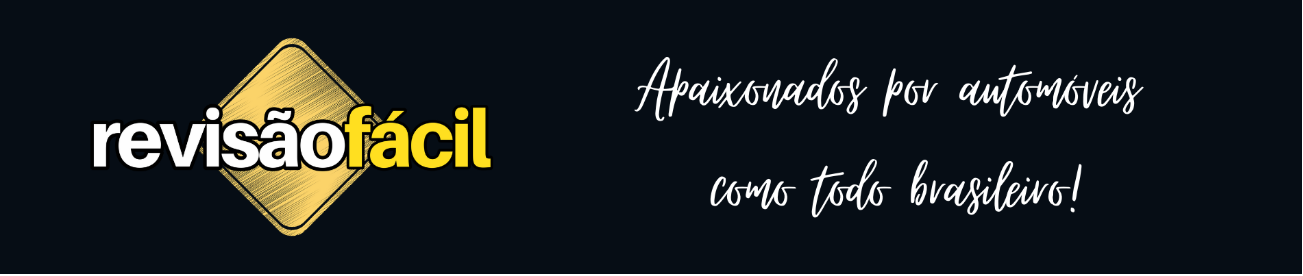 revisãofácil
Apaixonados por automóveis
como todo brasileiro!